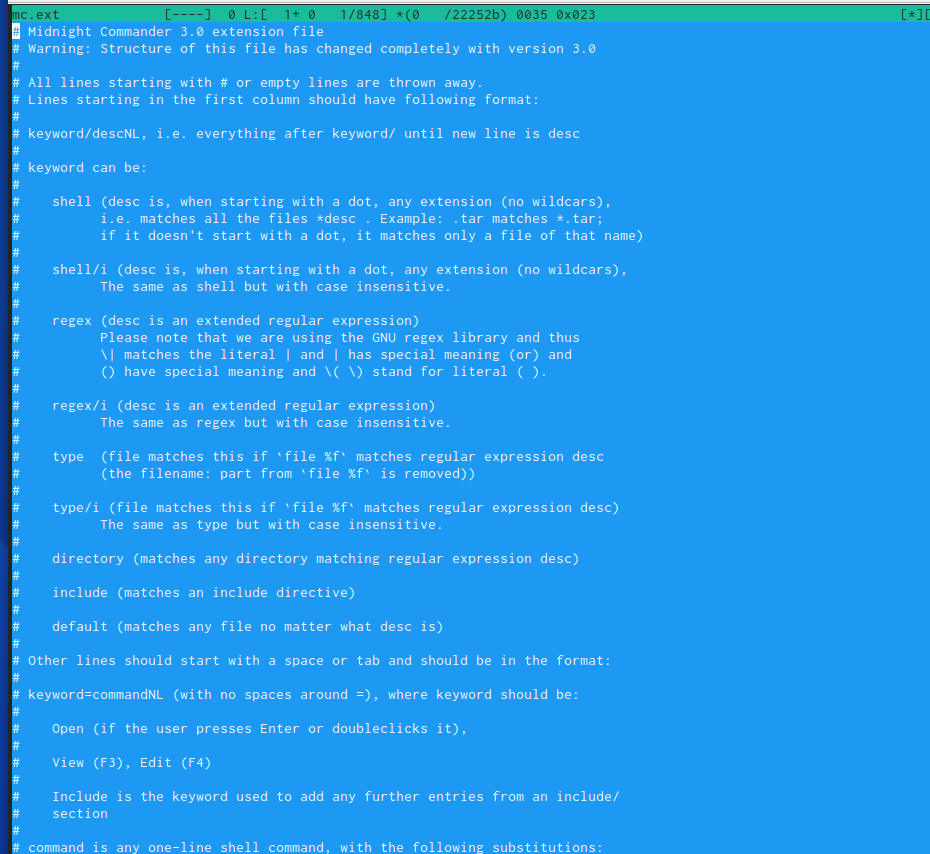 mc.ext [----] 0 L:[ 1+ 0 1/848] *(0 /22252b) 0035 0x023 [*][
# Midnight Commander 3.0 extension file
# Warning: Structure of this file has changed completely with version 3.0
#
# All lines starting with # or empty lines are thrown away.
# Lines starting in the first column should have following format:
#
# keyword/descNL, i.e. everything after keyword/ until new line is desc
#
# keyword can be:
#
#    shell (desc is, when starting with a dot, any extension (no wildcars),
#          i.e. matches all the files *desc . Example: .tar matches *.tar;
#          if it doesn't start with a dot, it matches only a file of that name)
#
#    shell/i (desc is, when starting with a dot, any extension (no wildcars),
#          The same as shell but with case insensitive.
#
#    regex (desc is an extended regular expression)
#          Please note that we are using the GNU regex library and thus
#          \| matches the literal | and | has special meaning (or) and
#          () have special meaning and \( \) stand for literal ( ).
#
#    regex/i (desc is an extended regular expression)
#          The same as regex but with case insensitive.
#
#    type  (file matches this if `file %f` matches regular expression desc
#          (the filename: part from `file %f` is removed))
#
#    type/i (file matches this if `file %f` matches regular expression desc)
#          The same as type but with case insensitive.
#
#    directory (matches any directory matching regular expression desc)
#
#    include (matches an include directive)
#
#    default (matches any file no matter what desc is)
#
# Other lines should start with a space or tab and should be in the format:
#
# keyword=commandNL (with no spaces around =), where keyword should be:
#
#    Open (if the user presses Enter or doubleclicks it),
#
#    View (F3), Edit (F4)
#
#    Include is the keyword used to add any further entries from an include/
#    section
#
# command is any one-line shell command, with the following substitutions: